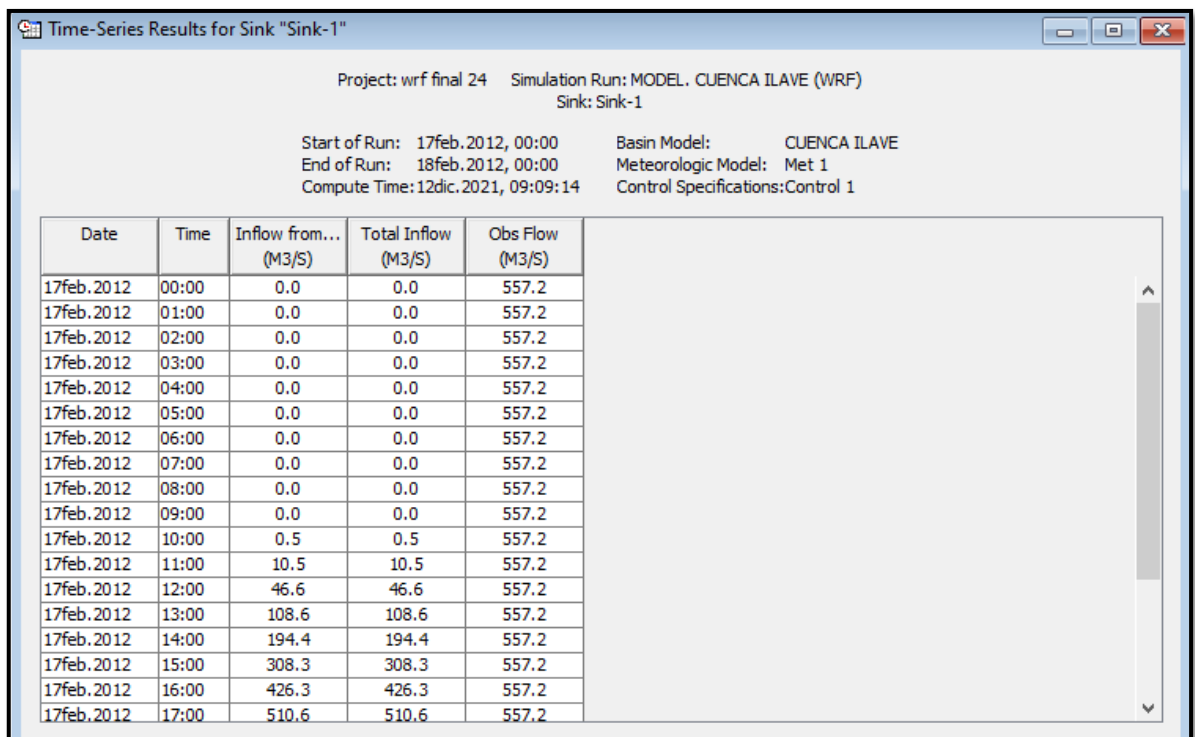 Time-Series Results for Sink "Sink-1"
Project: wrf final 24 Simulation Run: MODEL. CUENCA ILAVE (WRF)
Sink: Sink-1
Start of Run: 17feb.2012, 00:00 Basin Model: CUENCA ILAVE
End of Run: 18feb.2012, 00:00 Meteorologic Model: Met 1
Compute Time:12dic.2021, 09:09:14 Control Specifications:Control 1
Date Time Inflow from... Total Inflow Obs Flow
(M3/S) (M3/S) (M3/S)
17feb.2012 00:00 0.0 0.0 557.2
17feb.2012 01:00 0.0 0.0 557.2
17feb.2012 02:00 0.0 0.0 557.2
17feb.2012 03:00 0.0 0.0 557.2
17feb.2012 04:00 0.0 0.0 557.2
17feb.2012 05:00 0.0 0.0 557.2
17feb.2012 06:00 0.0 0.0 557.2
17feb.2012 07:00 0.0 0.0 557.2
17feb.2012 08:00 0.0 0.0 557.2
17feb.2012 09:00 0.0 0.0 557.2
17feb.2012 10:00 0.5 0.5 557.2
17feb.2012 11:00 10.5 10.5 557.2
17feb.2012 12:00 46.6 46.6 557.2
17feb.2012 13:00 108.6 108.6 557.2
17feb.2012 14:00 194.4 194.4 557.2
17feb.2012 15:00 308.3 308.3 557.2
17feb.2012 16:00 426.3 426.3 557.2
17feb.2012 17:00 510.6 510.6 557.2